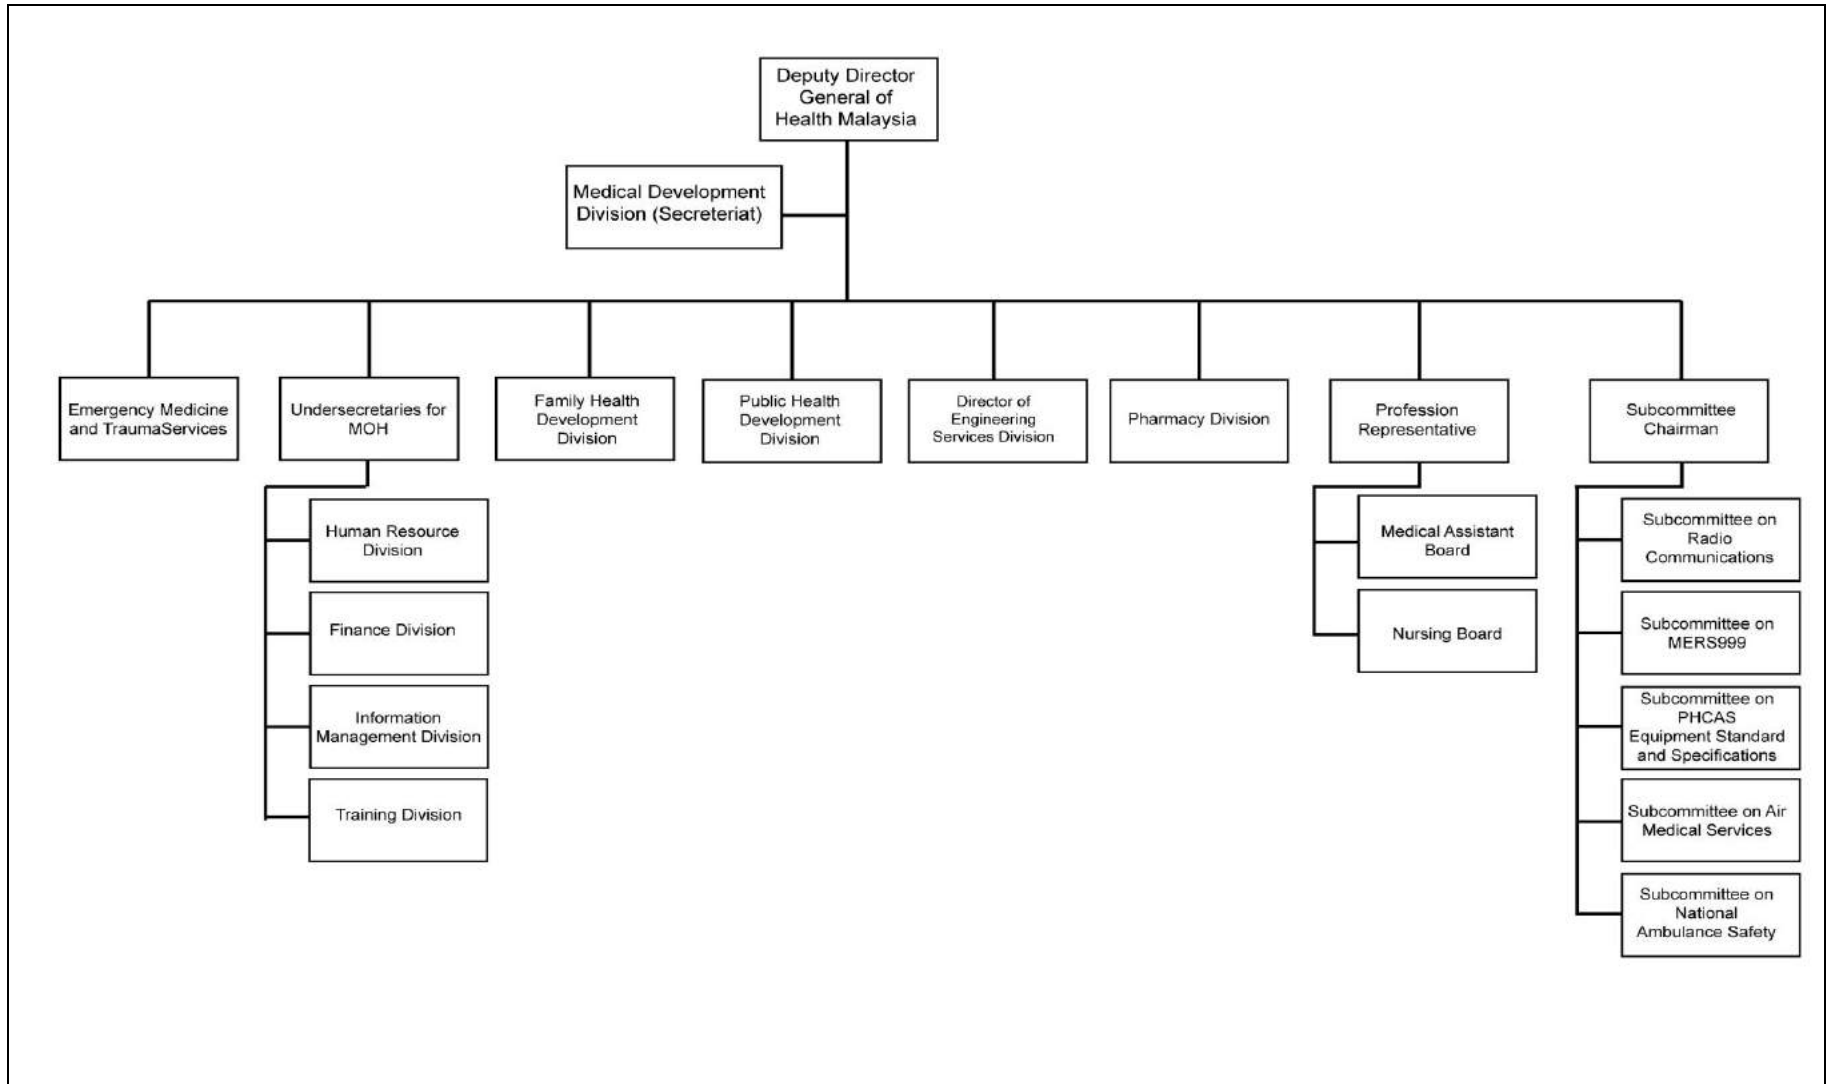 Deputy Director
General of
Health Malaysia
Medical Development
Division (Secreteriat)
Emergency Medicine
and TraumaServices
Undersecretaries for
MOH
Family Health
Development
Division
Public Health
Development
Division
Director of
Engineering
Services Division
Pharmacy Division
Profession
Representative
Subcommittee
Chairman
Human Resource
Division
Finance Division
Information
Management Division
Training Division
Medical Assistant
Board
Nursing Board
Subcommittee on
Radio
Communications
Subcommittee on
MERS999
Subcommittee on
PHCAS
Equipment Standard
and Specifications
Subcommittee on Air
Medical Services
Subcommittee on
National
Ambulance Safety